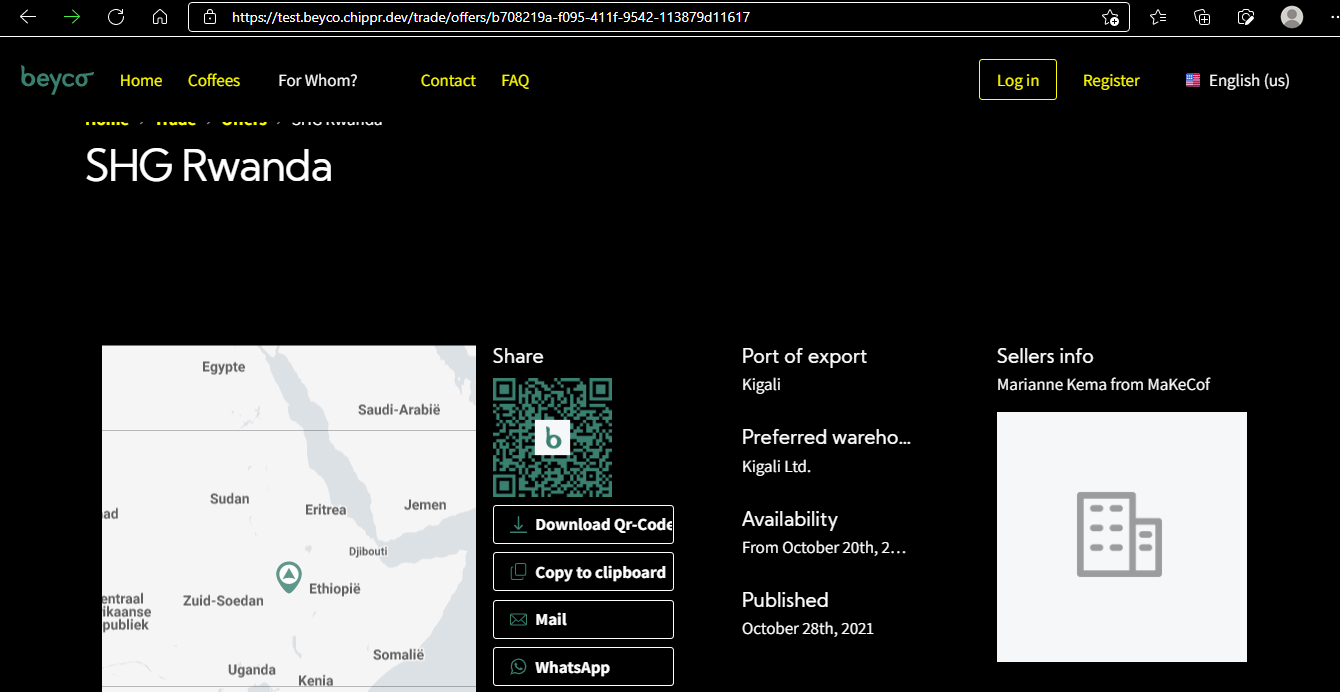 https://test.beyco.chippr.dev/trade/offers/b708219a-f095-411f-9542-113879d11617
beyco Home Coffees For Whom? Contact FAQ Log in Register English (us)
Home › Trade › Offers › SHG Rwanda
SHG Rwanda
Egypte
Saudi-Arabië
Sudan
Eritrea
Jemen
ad
Djibouti
Ethiopië
Zuid-Soedan
entraal
ikaanse
publiek
Somalië
Uganda
Kenia
Share
b
Download Qr-Code
Copy to clipboard
Mail
WhatsApp
Port of export
Kigali
Preferred wareho...
Kigali Ltd.
Availability
From October 20th, 2...
Published
October 28th, 2021
Sellers info
Marianne Kema from MaKeCof